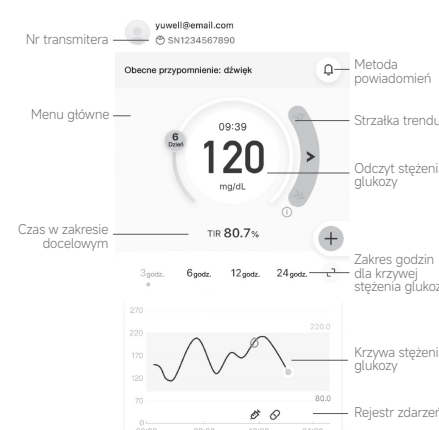 yuwell@email.com
Nr transmitera
SN1234567890
Obecne przypomnienie: dźwięk
Metoda
powiadomień
Menu główne
Strzałka trendu
6
Dzień
09:39
120
mg/dL
Odczyt stężeni
glukozy
Czas w zakresie
docelowym
TIR 80.7%
3godz. 6godz. 12godz. 24godz.
Zakres godzin
dla krzywej
stężenia glukoz
270
220
220.0
170
Krzywa stężeni
glukozy
120
70
80.0
0
Rejestr zdarzeń